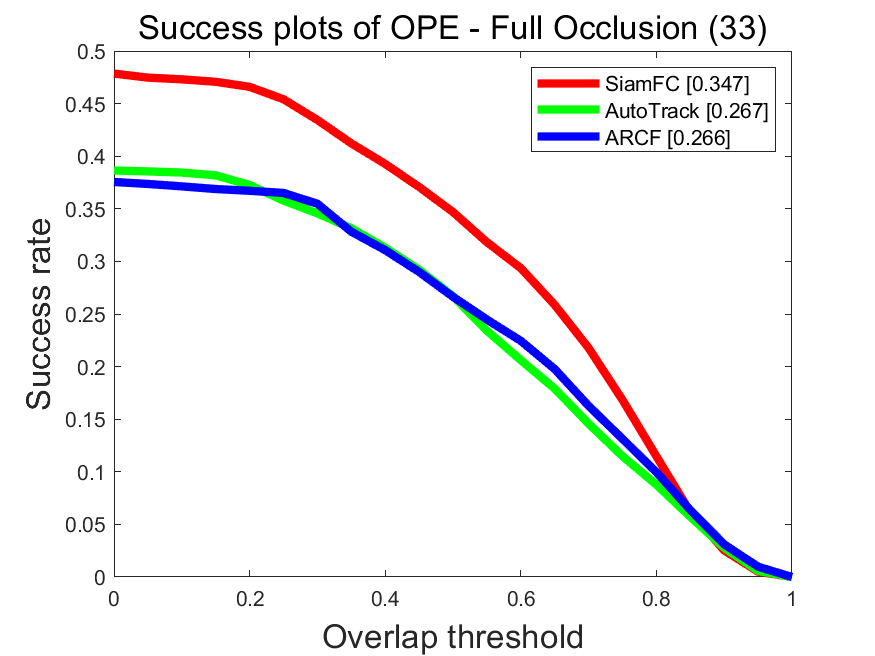 Success plots of OPE - Full Occlusion (33)
SiamFC [0.347]
AutoTrack [0.267]
ARCF [0.266]
0.5
0.45
0.4
0.35
0.3
0.25
0.2
0.15
0.1
0.05
0
Success rate
0 0.2 0.4 0.6 0.8 1
Overlap threshold